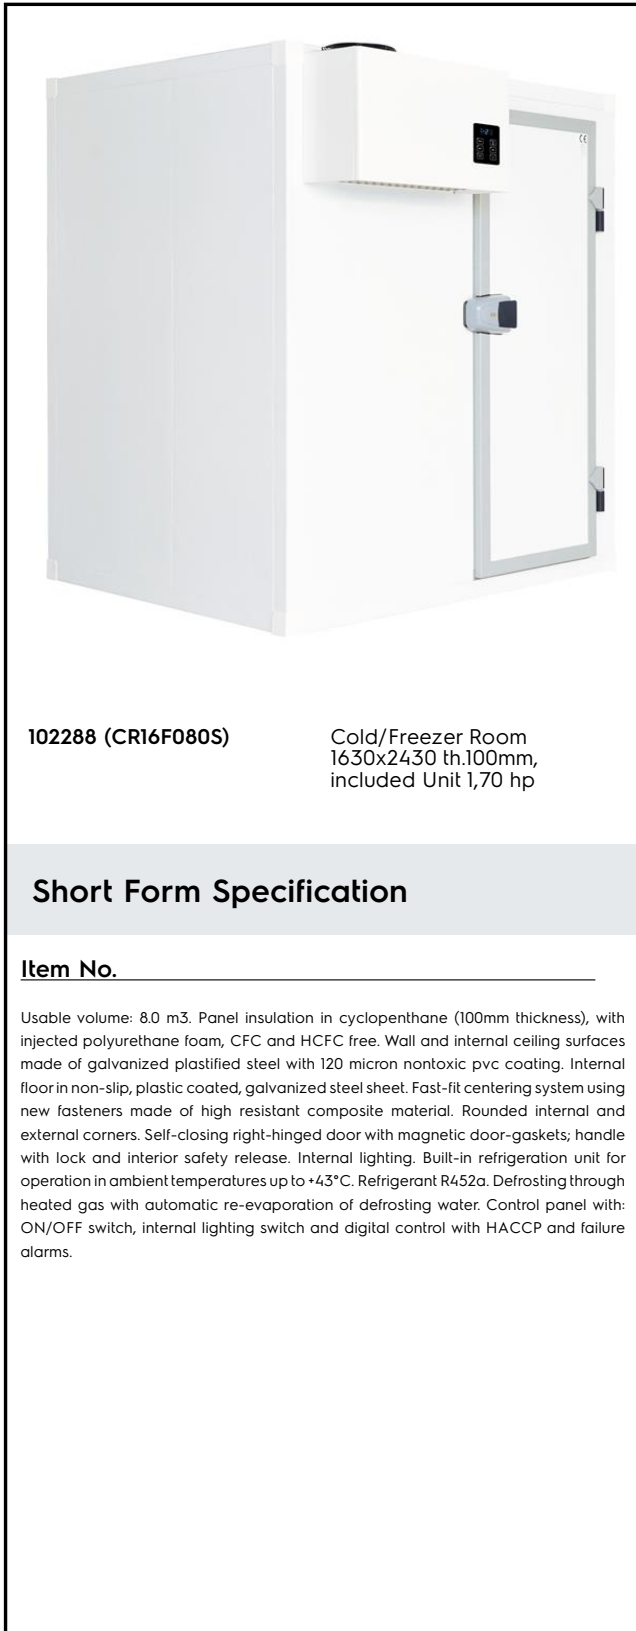 102288 (CR16F080S)
Cold/Freezer Room
1630x2430 th.100mm,
included Unit 1,70 hp
Short Form Specification
Item No.
Usable volume: 8.0 m3. Panel insulation in cyclopenthane (100mm thickness), with
injected polyurethane foam, CFC and HCFC free. Wall and internal ceiling surfaces
made of galvanized plastified steel with 120 micron nontoxic pvc coating. Internal
floor in non-slip, plastic coated, galvanized steel sheet. Fast-fit centering system using
new fasteners made of high resistant composite material. Rounded internal and
external corners. Self-closing right-hinged door with magnetic door-gaskets; handle
with lock and interior safety release. Internal lighting. Built-in refrigeration unit for
operation in ambient temperatures up to +43°C. Refrigerant R452a. Defrosting through
heated gas with automatic re-evaporation of defrosting water. Control panel with:
ON/OFF switch, internal lighting switch and digital control with HACCP and failure
alarms.